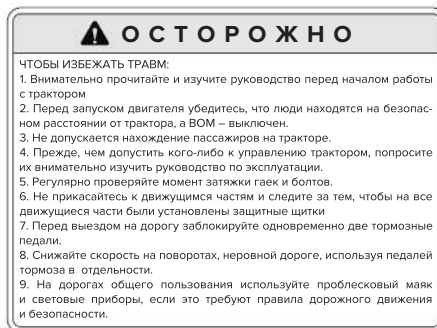 ОСТОРОЖНО
ЧТОБЫ ИЗБЕЖАТЬ ТРАВМ:
1. Внимательно прочитайте и изучите руководство перед началом работы
с трактором
2. Перед запуском двигателя убедитесь, что люди находятся на безопас-
ном расстоянии от трактора, а ВОМ – выключен.
3. Не допускается нахождение пассажиров на тракторе.
4. Прежде, чем допустить кого-либо к управлению трактором, попросите
их внимательно изучить руководство по эксплуатации.
5. Регулярно проверяйте момент затяжки гаек и болтов.
6. Не прикасайтесь к движущимся частям и следите за тем, чтобы на все
движущиеся части были установлены защитные щитки
7. Перед выездом на дорогу заблокируйте одновременно две тормозные
педали.
8. Снижайте скорость на поворотах, неровной дороге, используя педалей
тормоза в отдельности.
9. На дорогах общего пользования используйте проблесковый маяк
и световые приборы, если это требуют правила дорожного движения
и безопасности.